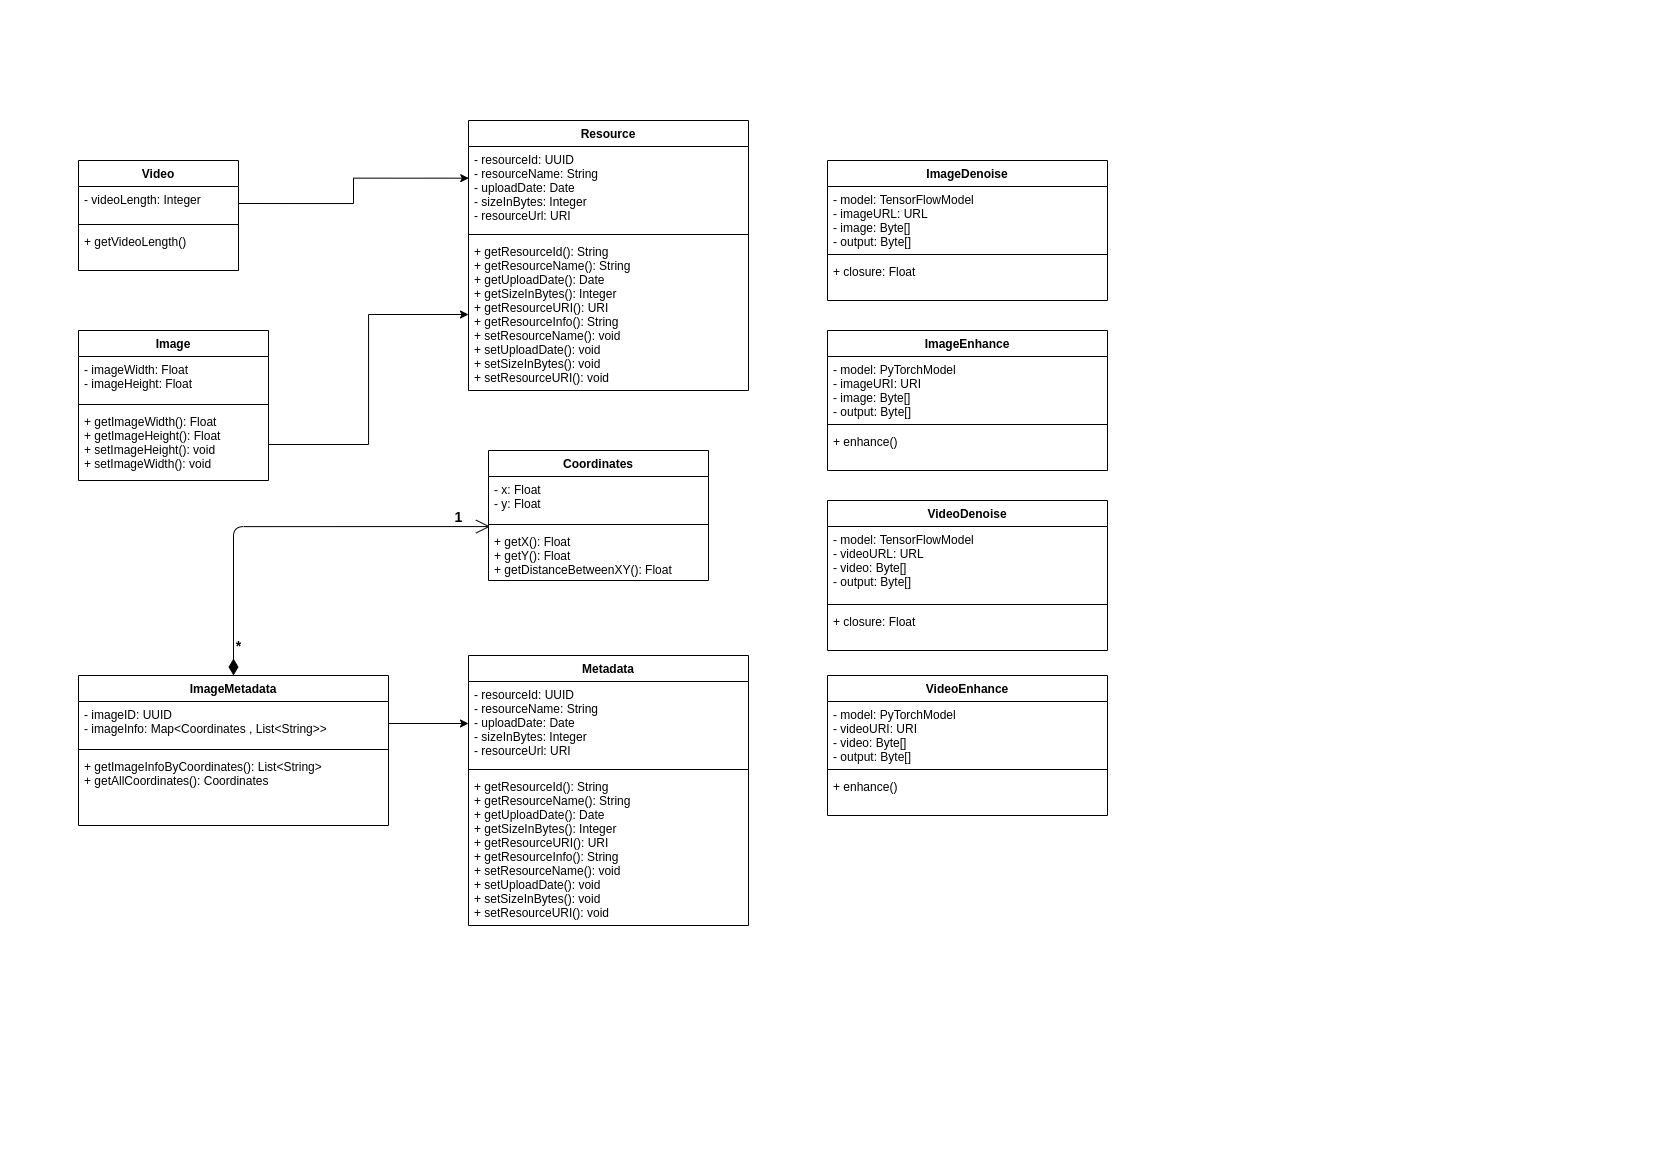 Video
- videoLength: Integer
+ getVideoLength()
Image
- imageWidth: Float
- imageHeight: Float
+ getImageWidth(): Float
+ getImageHeight(): Float
+ setImageHeight(): void
+ setImageWidth(): void
Resource
- resourceId: UUID
- resourceName: String
- uploadDate: Date
- sizeInBytes: Integer
- resourceUrl: URI
+ getResourceId(): String
+ getResourceName(): String
+ getUploadDate(): Date
+ getSizeInBytes(): Integer
+ getResourceURI(): URI
+ getResourceInfo(): String
+ setResourceName(): void
+ setUploadDate(): void
+ setSizeInBytes(): void
+ setResourceURI(): void
Coordinates
- x: Float
- y: Float
+ getX(): Float
+ getY(): Float
+ getDistanceBetweenXY(): Float
1
*
ImageMetadata
- imageID: UUID
- imageInfo: Map<Coordinates , List<String>>
+ getImageInfoByCoordinates(): List<String>
+ getAllCoordinates(): Coordinates
Metadata
- resourceId: UUID
- resourceName: String
- uploadDate: Date
- sizeInBytes: Integer
- resourceUrl: URI
+ getResourceId(): String
+ getResourceName(): String
+ getUploadDate(): Date
+ getSizeInBytes(): Integer
+ getResourceURI(): URI
+ getResourceInfo(): String
+ setResourceName(): void
+ setUploadDate(): void
+ setSizeInBytes(): void
+ setResourceURI(): void
ImageDenoise
- model: TensorFlowModel
- imageURL: URL
- image: Byte[]
- output: Byte[]
+ closure: Float
ImageEnhance
- model: PyTorchModel
- imageURI: URI
- image: Byte[]
- output: Byte[]
+ enhance()
VideoDenoise
- model: TensorFlowModel
- videoURL: URL
- video: Byte[]
- output: Byte[]
+ closure: Float
VideoEnhance
- model: PyTorchModel
- videoURI: URI
- video: Byte[]
- output: Byte[]
+ enhance()